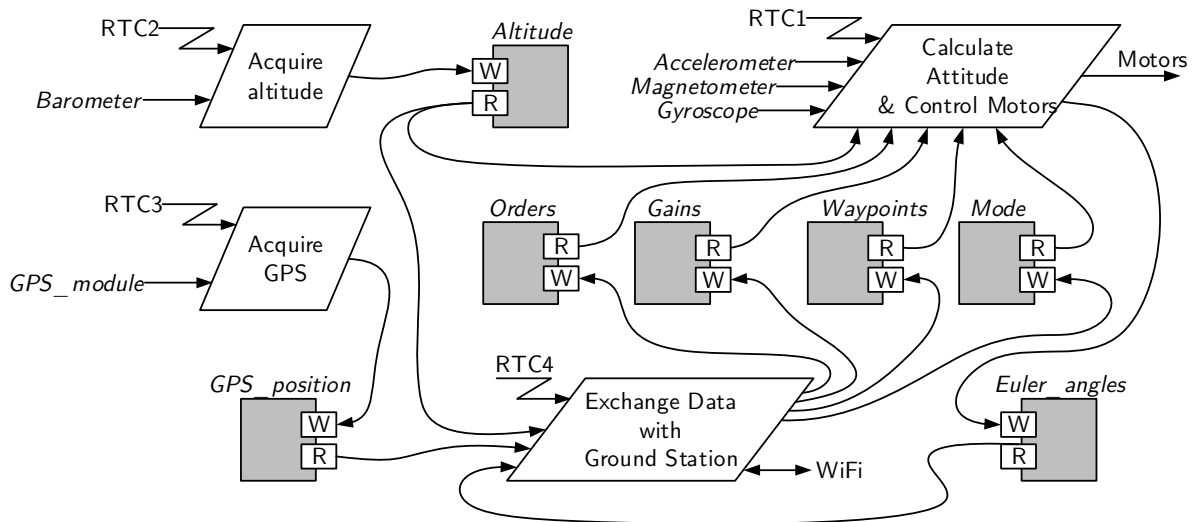 RTC2
Altitude
RTC1
Acquire
altitude
W
R
Barometer
Calculate
Attitude
& Control Motors
Accelerometer
Magnetometer
Gyroscope
Motors
RTC3
Acquire
GPS
GPS_module
Orders
R
W
Gains
R
W
Waypoints
R
W
Mode
R
W
GPS_position
W
R
RTC4
Exchange Data
with
Ground Station
WiFi
Euler_angles
W
R